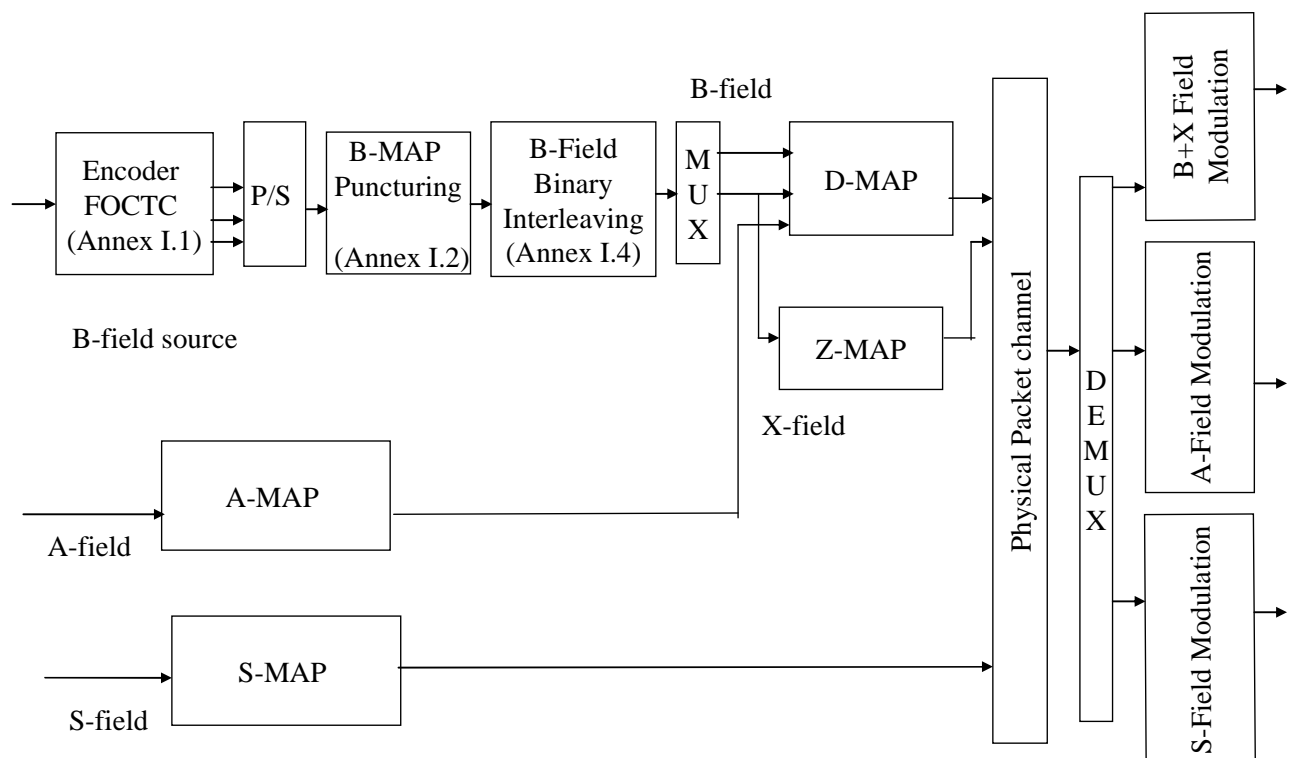 B-field
Encoder
FOCTC
(Annex I.1)
P/S
B-MAP
Puncturing
(Annex I.2)
B-Field
Binary
Interleaving
(Annex I.4)
M
U
X
D-MAP
Z-MAP
X-field
B-field source
A-MAP
A-field
S-MAP
S-field
Physical Packet channel
D
E
M
U
X
B+X Field
Modulation
A-Field Modulation
S-Field Modulation